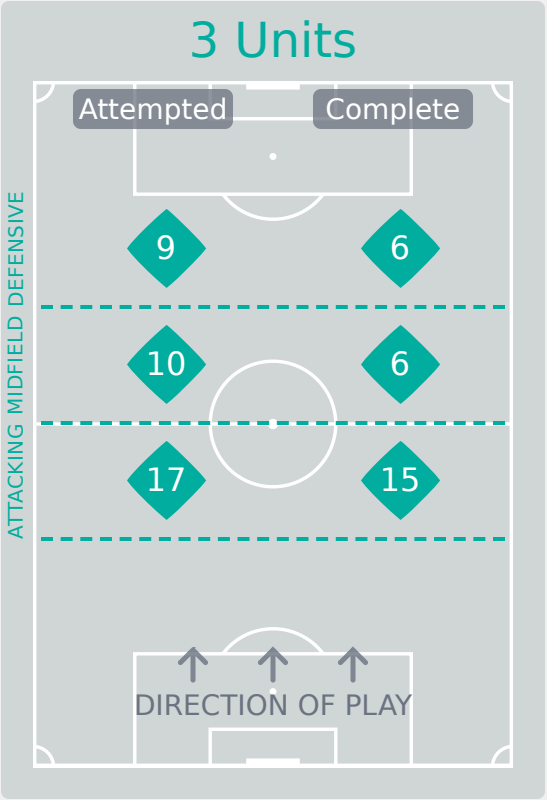 3 Units
Attempted Complete
DEFENSIVE
9 6
MIDFIELD
10 6
ATTACKING
17 15
DIRECTION OF PLAY